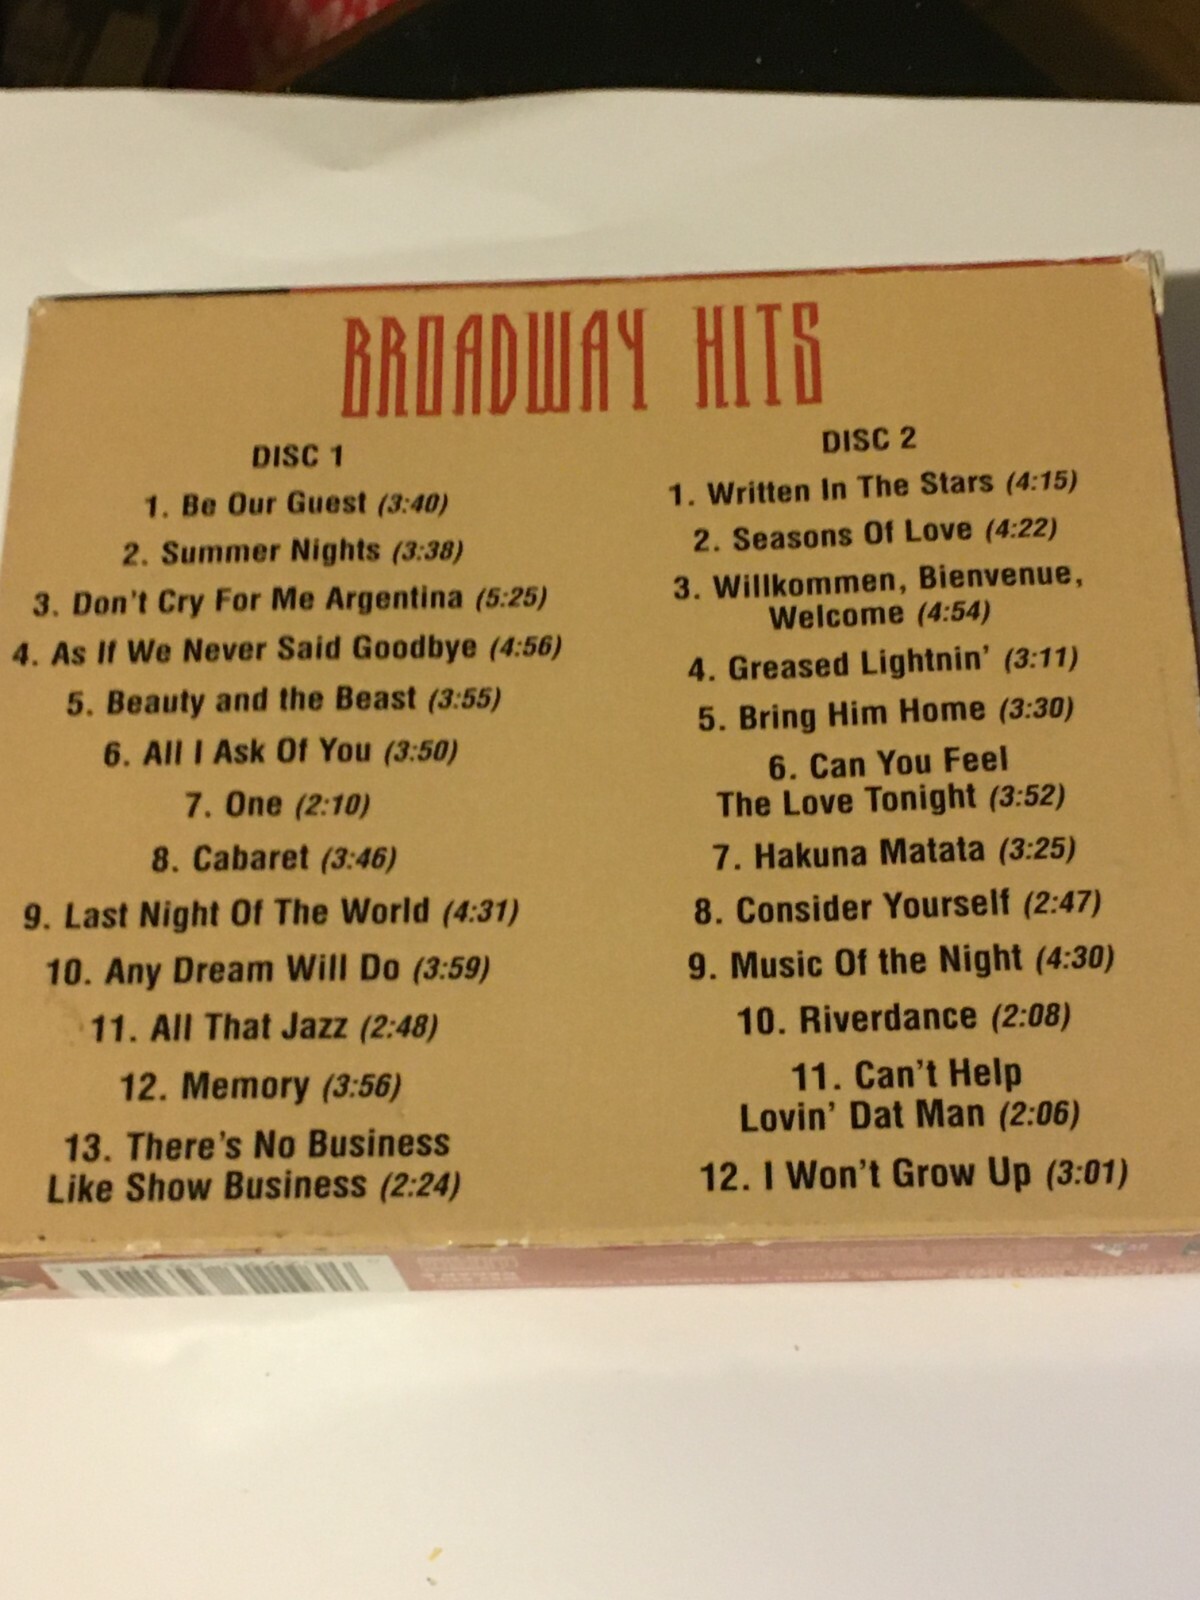 BROADWAY HITS
DISC 1
1. Be Our Guest (3:40)
2. Summer Nights (3:38)
3. Don't Cry For Me Argentina (5:25)
4. As If We Never Said Goodbye (4:56)
5. Beauty and the Beast (3:55)
6. All I Ask Of You (3:50)
7. One (2:10)
8. Cabaret (3:46)
9. Last Night Of The World (4:31)
10. Any Dream Will Do (3:59)
11. All That Jazz (2:48)
12. Memory (3:56)
13. There's No Business
Like Show Business (2:24)
DISC 2
1. Written In The Stars (4:15)
2. Seasons Of Love (4:22)
3. Willkommen, Bienvenue,
Welcome (4:54)
4. Greased Lightnin' (3:11)
5. Bring Him Home (3:30)
6. Can You Feel
The Love Tonight (3:52)
7. Hakuna Matata (3:25)
8. Consider Yourself (2:47)
9. Music Of the Night (4:30)
10. Riverdance (2:08)
11. Can't Help
Lovin' Dat Man (2:06)
12. I Won't Grow Up (3:01)